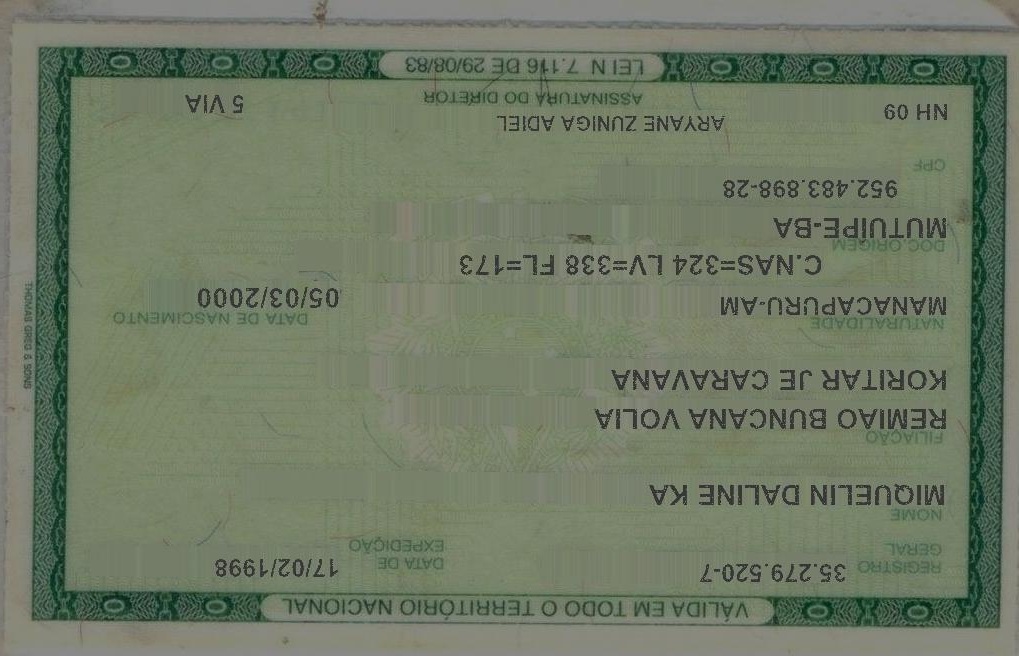 VÁLIDA EM TODO O TERRITÓRIO NACIONAL
REGISTRO GERAL 35.279.520-7 DATA DE EXPEDIÇÃO 17/02/1998
NOME
MIQUELIN DALINE KA
FILIAÇÃO
REMIAO BUNCANA VOLIA
KORITAR JE CARAVANA
NATURALIDADE DATA DE NASCIMENTO
MANACAPURU-AM 05/03/2000
C.NAS=324 LV=338 FL=173
DOC.ORIGEM
MUTUIPE-BA
952.483.898-28
CPF
ARYANE ZUNIGA ADIEL
NH 09 ASSINATURA DO DIRETOR 5 VIA
LEI N 7.116 DE 29/08/83
THOMAS GREG & SONS